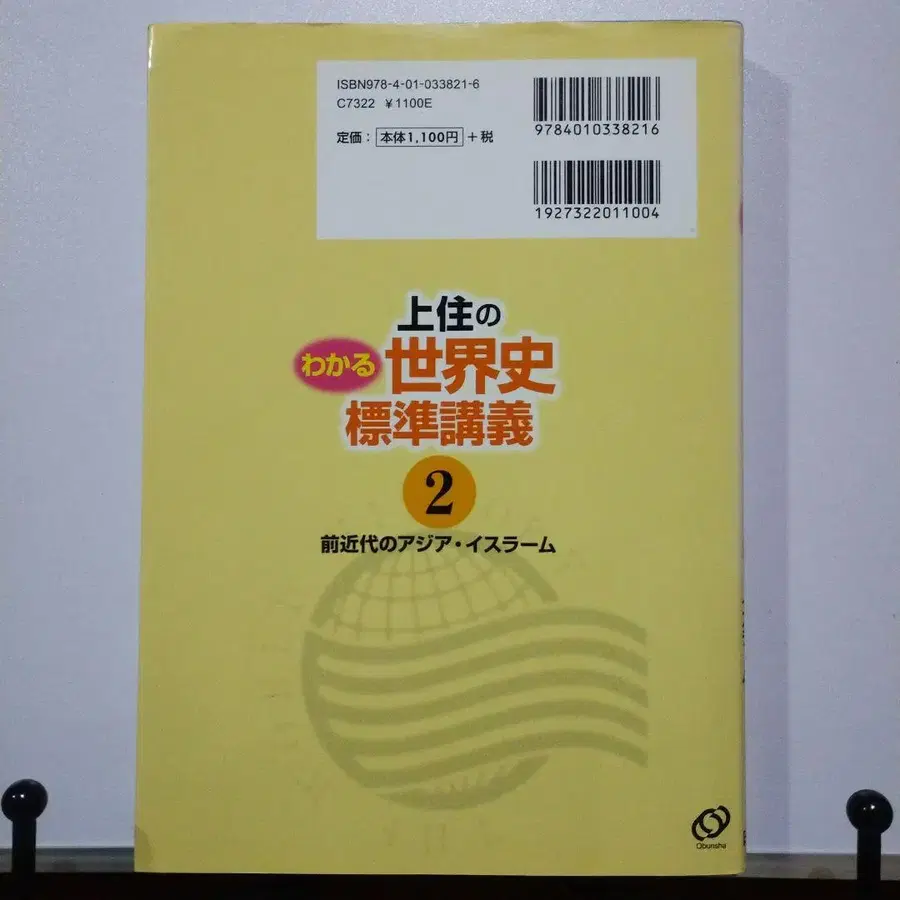 ISBN978-4-01-033821-6
C7322 ¥1100E
定価：本体1,100円+税
9784010338216
1927322011004
上住の
わかる世界史
標準講義
2
前近代のアジア・イスラーム
Obunsha